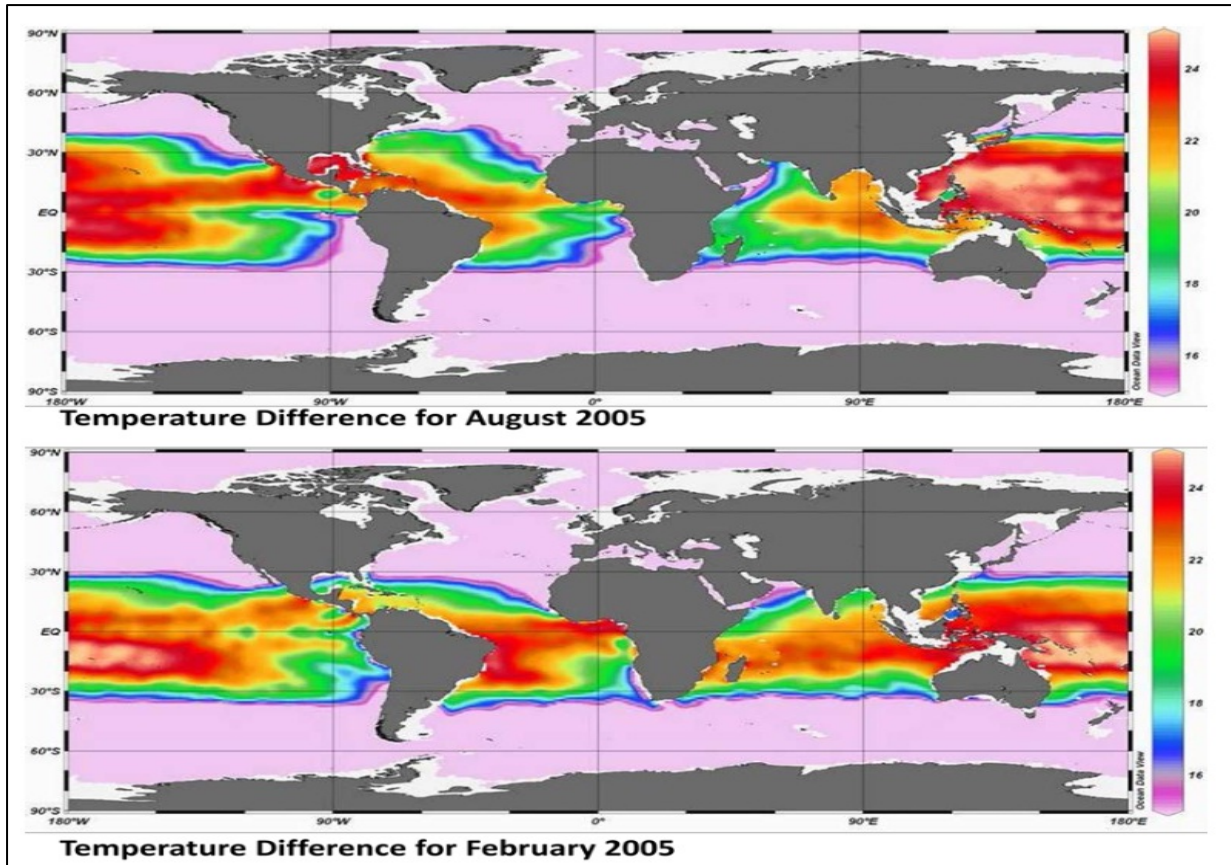 90°N
60°N
30°N
EQ
30°S
60°S
90°S
180°W
90°W
0°
90°E
180°E
24
22
20
18
16
Ocean Data View
Temperature Difference for August 2005
90°N
60°N
30°N
EQ
30°S
60°S
90°S
180°W
90°W
0°
90°E
180°E
24
22
20
18
16
Ocean Data View
Temperature Difference for February 2005